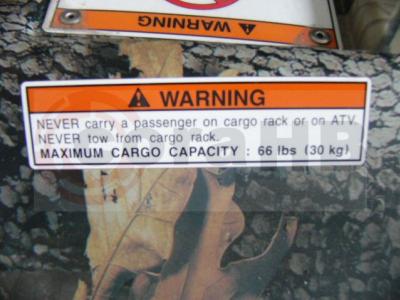 WARNING
WARNING
NEVER carry a passenger on cargo rack or on ATV.
NEVER tow from cargo rack.
MAXIMUM CARGO CAPACITY : 66 lbs (30 kg)